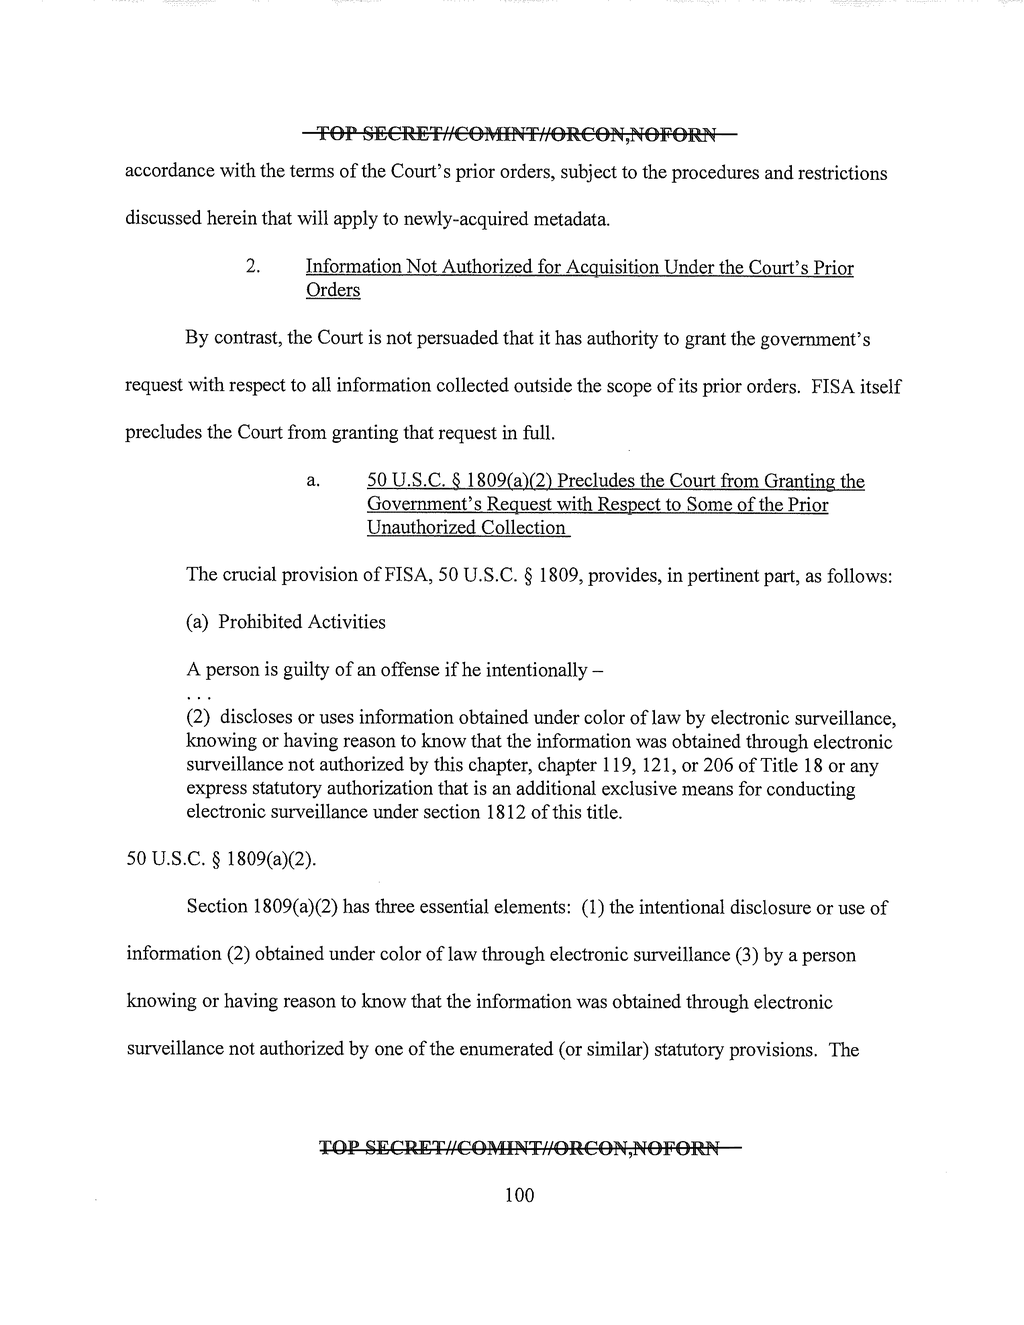 TOP SECRET//COMINT//ORCON,NOFORN
accordance with the terms of the Court's prior orders, subject to the procedures and restrictions
discussed herein that will apply to newly-acquired metadata.
2. Information Not Authorized for Acquisition Under the Court's Prior
Orders
By contrast, the Court is not persuaded that it has authority to grant the government's
request with respect to all information collected outside the scope of its prior orders. FISA itself
precludes the Court from granting that request in full.
a. 50 U.S.C. § 1809(a)(2) Precludes the Court from Granting the
Government's Request with Respect to Some of the Prior
Unauthorized Collection
The crucial provision of FISA, 50 U.S.C. § 1809, provides, in pertinent part, as follows:
(a) Prohibited Activities
A person is guilty of an offense if he intentionally –
. . .
(2) discloses or uses information obtained under color of law by electronic surveillance,
knowing or having reason to know that the information was obtained through electronic
surveillance not authorized by this chapter, chapter 119, 121, or 206 of Title 18 or any
express statutory authorization that is an additional exclusive means for conducting
electronic surveillance under section 1812 of this title.
50 U.S.C. § 1809(a)(2).
Section 1809(a)(2) has three essential elements: (1) the intentional disclosure or use of
information (2) obtained under color of law through electronic surveillance (3) by a person
knowing or having reason to know that the information was obtained through electronic
surveillance not authorized by one of the enumerated (or similar) statutory provisions. The
TOP SECRET//COMINT//ORCON,NOFORN
100